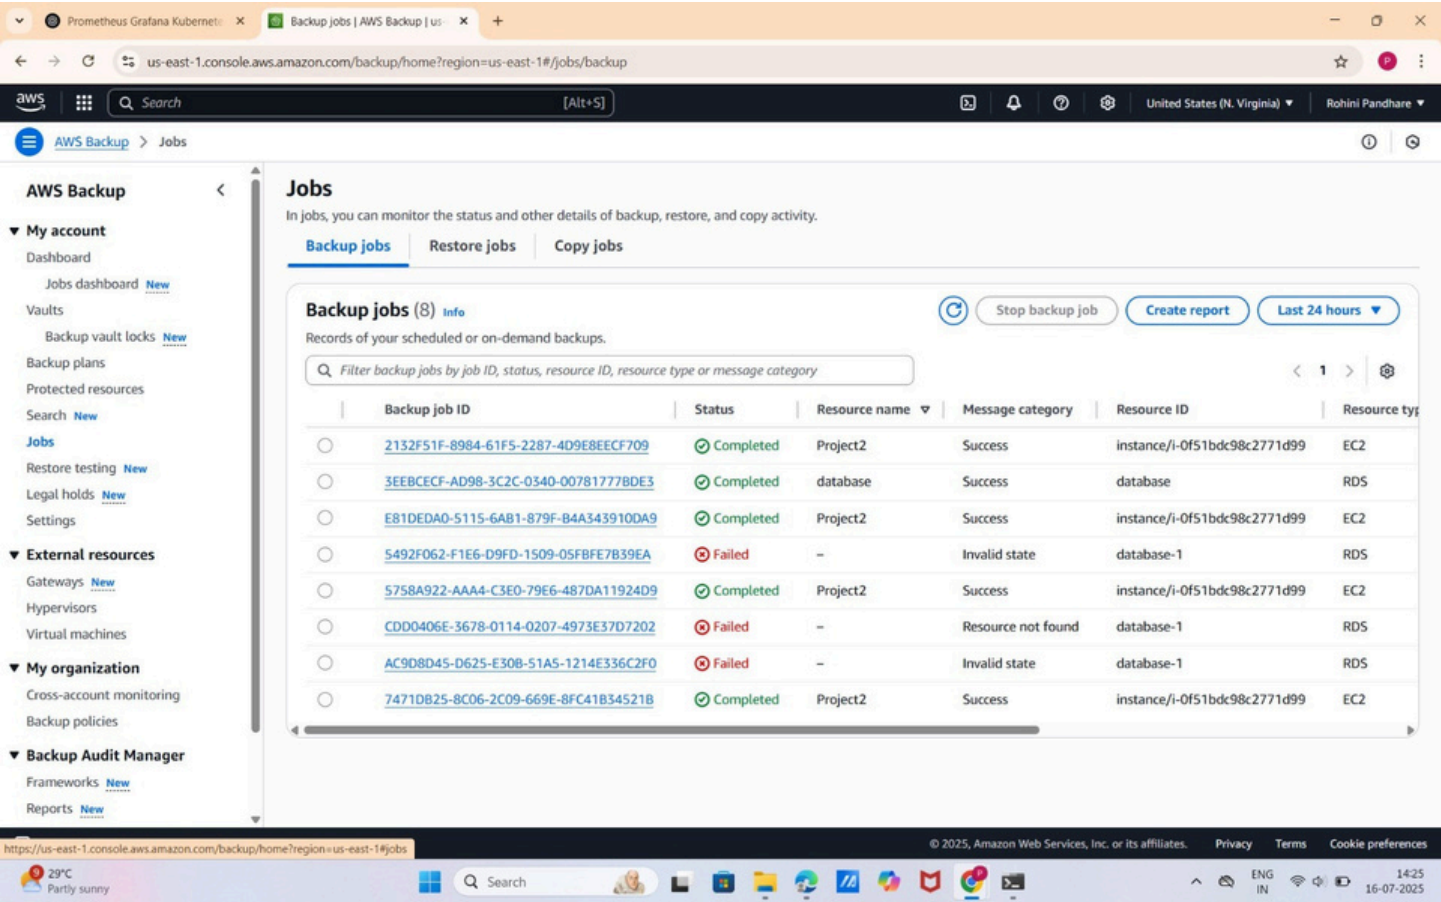 Prometheus Grafana Kubernete
Backup jobs | AWS Backup | us-
us-east-1.console.aws.amazon.com/backup/home?region=us-east-1#/jobs/backup
P
aws
Search
[Alt+S]
United States (N. Virginia)
Rohini Pandhare
AWS Backup > Jobs
AWS Backup
My account
Dashboard
Jobs dashboard New
Vaults
Backup vault locks New
Backup plans
Protected resources
Search New
Jobs
Restore testing New
Legal holds New
Settings
External resources
Gateways New
Hypervisors
Virtual machines
My organization
Cross-account monitoring
Backup policies
Backup Audit Manager
Frameworks New
Reports New
Jobs
In jobs, you can monitor the status and other details of backup, restore, and copy activity.
Backup jobs Restore jobs Copy jobs
Backup jobs (8) Info
Stop backup job
Create report
Last 24 hours
Records of your scheduled or on-demand backups.
Filter backup jobs by job ID, status, resource ID, resource type or message category
1
Backup job ID Status Resource name Message category Resource ID Resource typ
2132F51F-8984-61F5-2287-4D9E8EECF709 Completed Project2 Success instance/i-0f51bdc98c2771d99 EC2
3EEBCECF-AD98-3C2C-0340-00781777BDE3 Completed database Success database RDS
E81DEDA0-5115-6AB1-879F-B4A343910DA9 Completed Project2 Success instance/i-0f51bdc98c2771d99 EC2
5492F062-F1E6-D9FD-1509-05FBFE7B39EA Failed – Invalid state database-1 RDS
5758A922-AAA4-C3E0-79E6-487DA11924D9 Completed Project2 Success instance/i-0f51bdc98c2771d99 EC2
CDD0406E-3678-0114-0207-4973E37D7202 Failed – Resource not found database-1 RDS
AC9D8D45-D625-E30B-51A5-1214E336C2F0 Failed – Invalid state database-1 RDS
7471DB25-8C06-2C09-669E-8FC41B34521B Completed Project2 Success instance/i-0f51bdc98c2771d99 EC2
https://us-east-1.console.aws.amazon.com/backup/home?region=us-east-1#jobs
© 2025, Amazon Web Services, Inc. or its affiliates.
Privacy
Terms
Cookie preferences
9
29°C
Partly sunny
Search
P
ENG
IN
14:25
16-07-2025